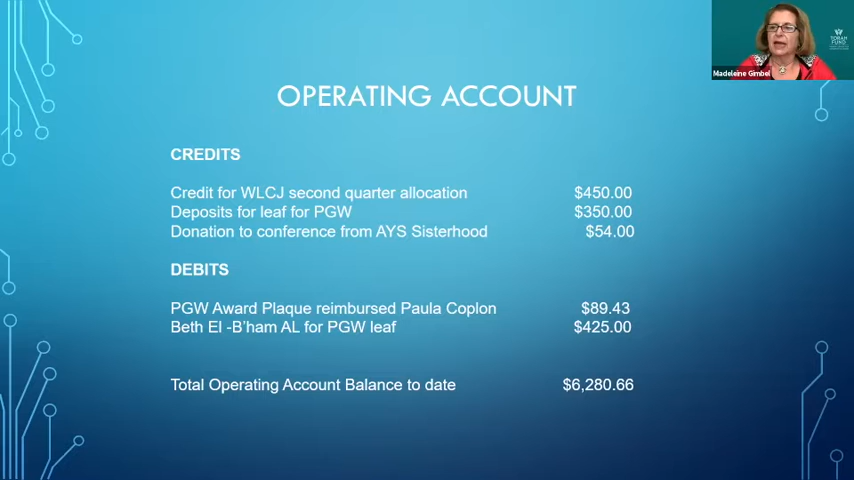 TORAH
FUND
Madeleine Gimbel
OPERATING ACCOUNT
CREDITS
Credit for WLCJ second quarter allocation $450.00
Deposits for leaf for PGW $350.00
Donation to conference from AYS Sisterhood $54.00
DEBITS
PGW Award Plaque reimbursed Paula Coplon $89.43
Beth El -B'ham AL for PGW leaf $425.00
Total Operating Account Balance to date $6,280.66